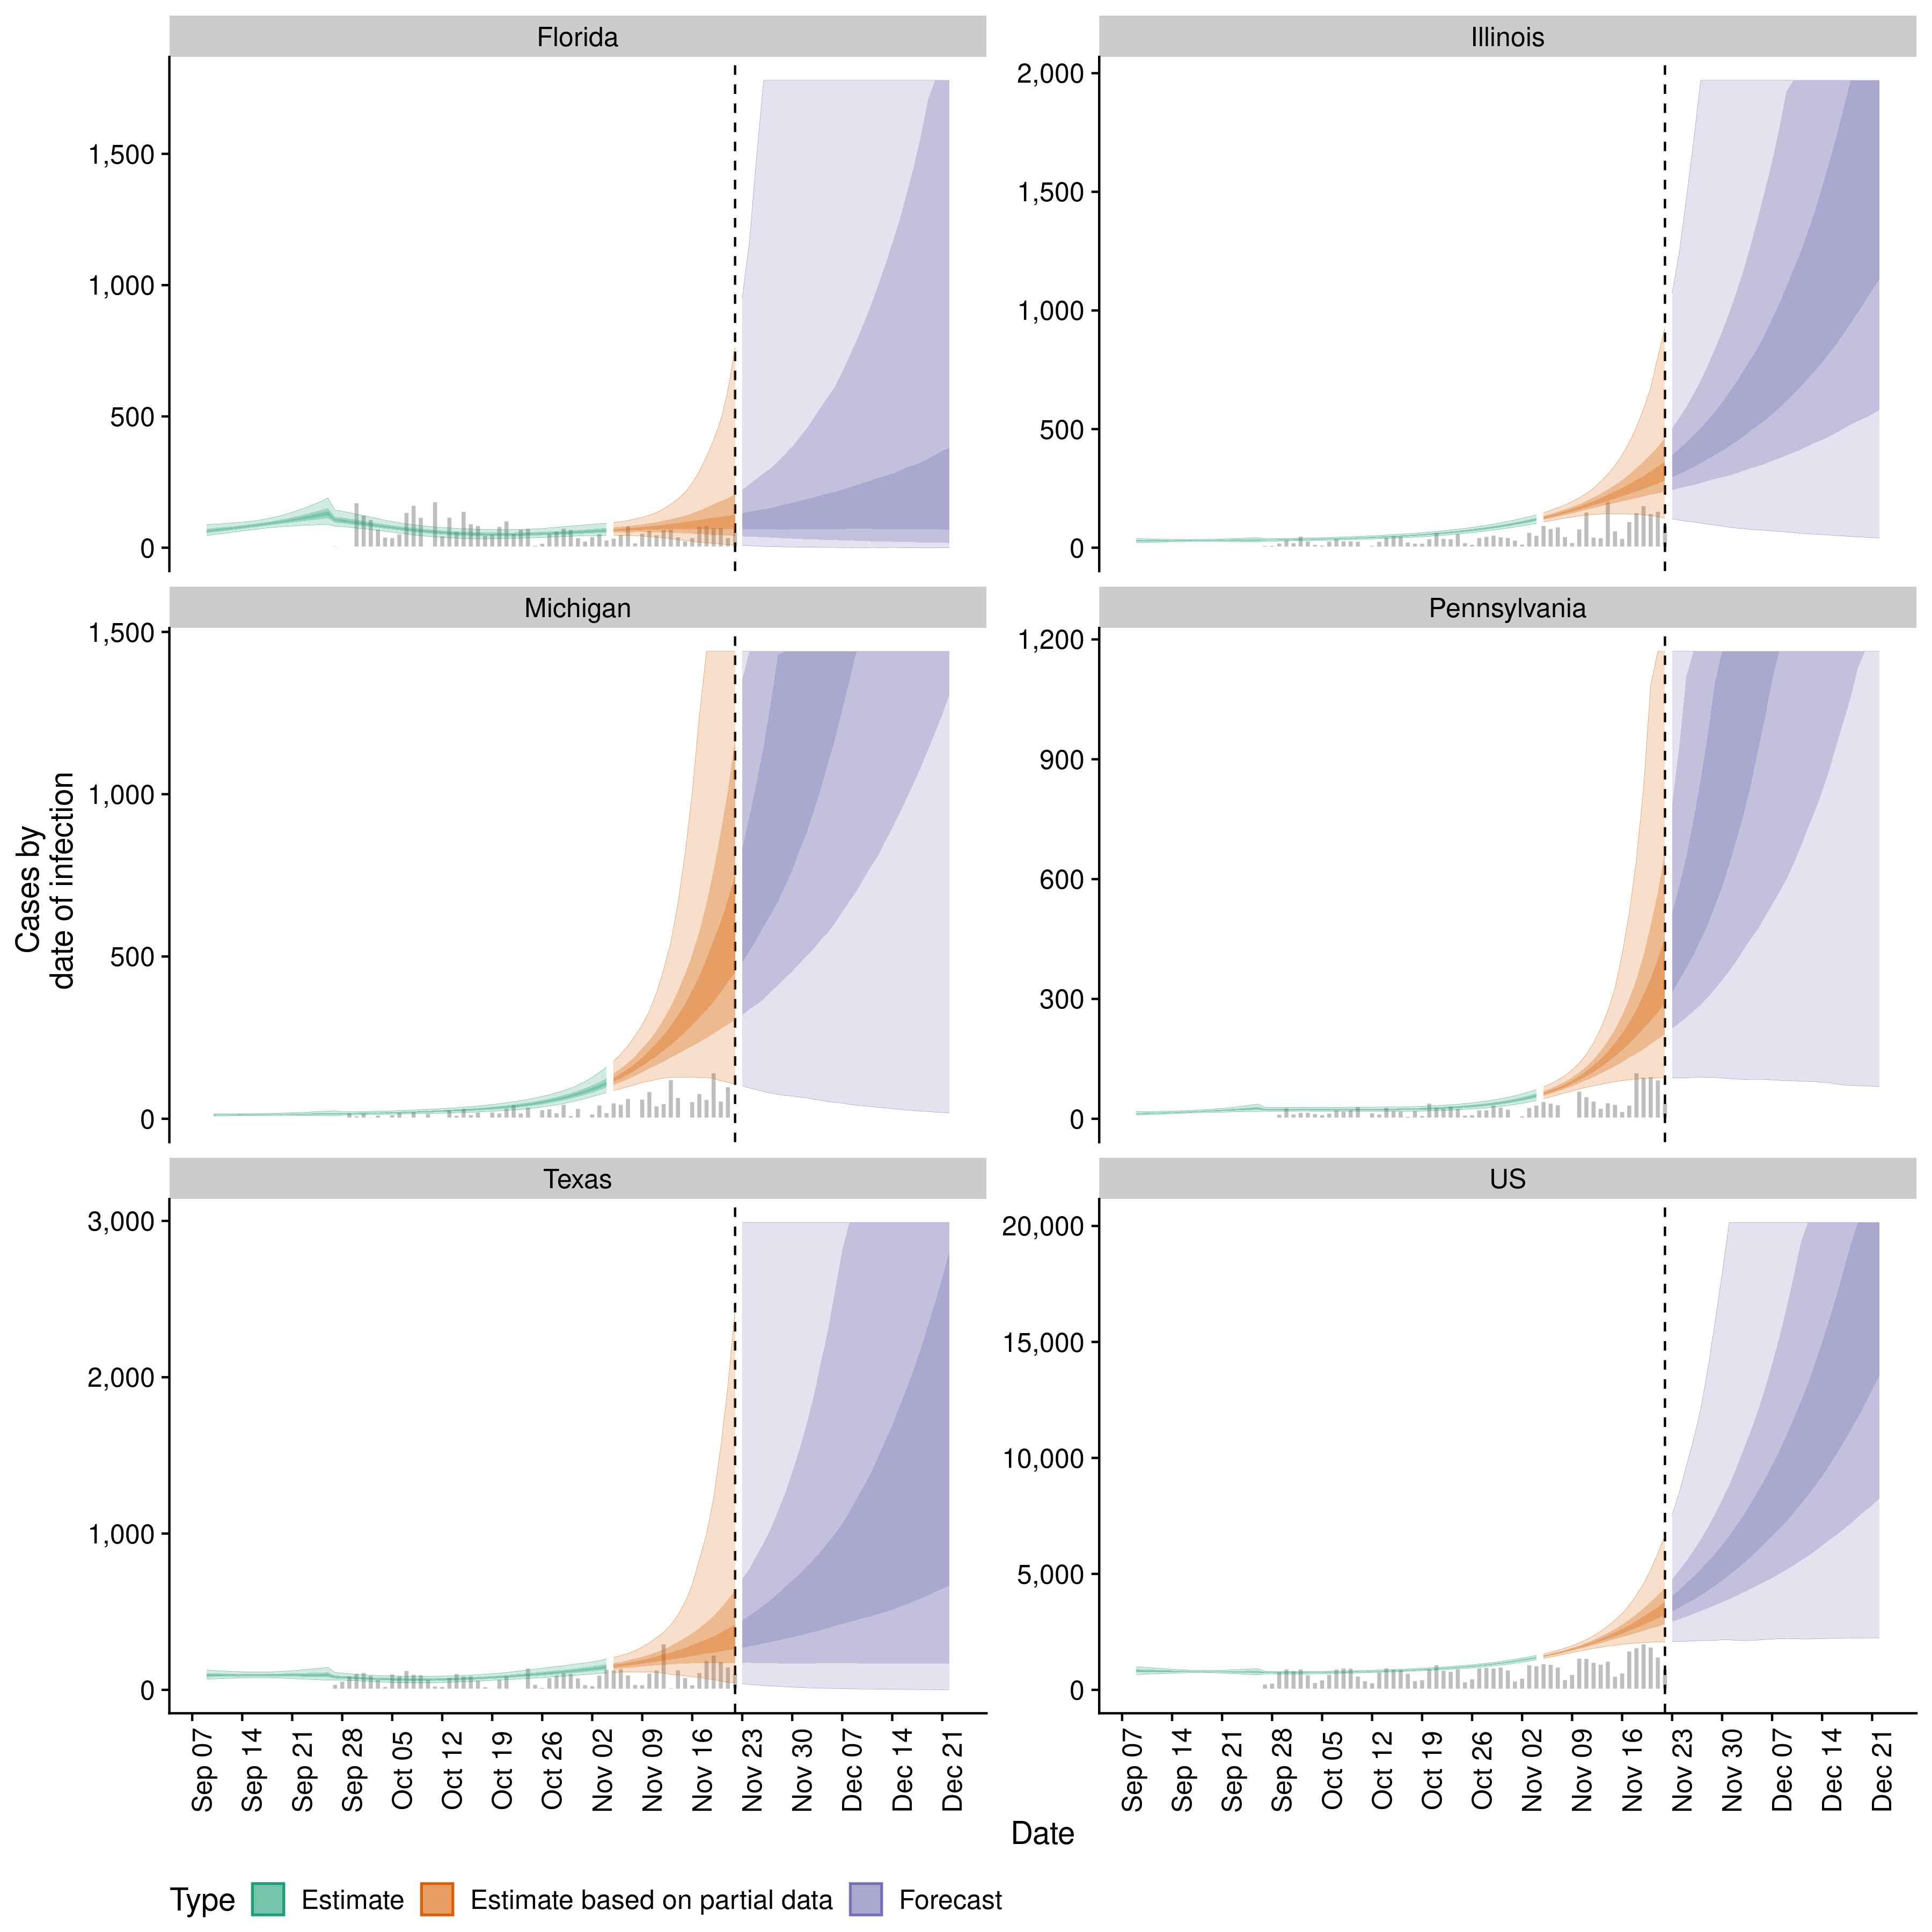 Florida
Illinois
1,500
1,000
500
0
2,000
1,500
1,000
500
0
Michigan
Pennsylvania
1,500
1,000
500
0
1,200
900
600
300
0
Texas
US
3,000
2,000
1,000
0
20,000
15,000
10,000
5,000
0
Cases by
date of infection
Sep 07
Sep 14
Sep 21
Sep 28
Oct 05
Oct 12
Oct 19
Oct 26
Nov 02
Nov 09
Nov 16
Nov 23
Nov 30
Dec 07
Dec 14
Dec 21
Sep 07
Sep 14
Sep 21
Sep 28
Oct 05
Oct 12
Oct 19
Oct 26
Nov 02
Nov 09
Nov 16
Nov 23
Nov 30
Dec 07
Dec 14
Dec 21
Date
Type Estimate Estimate based on partial data Forecast